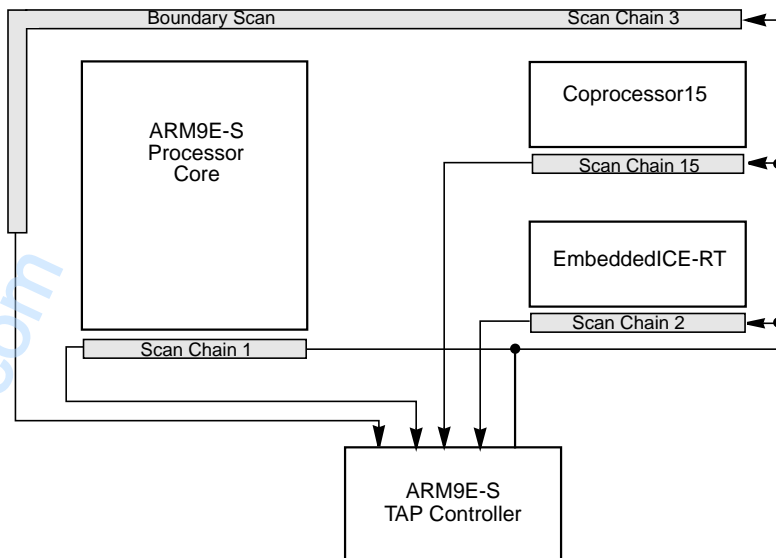 Boundary Scan
Scan Chain 3
ARM9E-S
Processor
Core
Coprocessor15
Scan Chain 15
EmbeddedICE-RT
Scan Chain 2
Scan Chain 1
ARM9E-S
TAP Controller
com